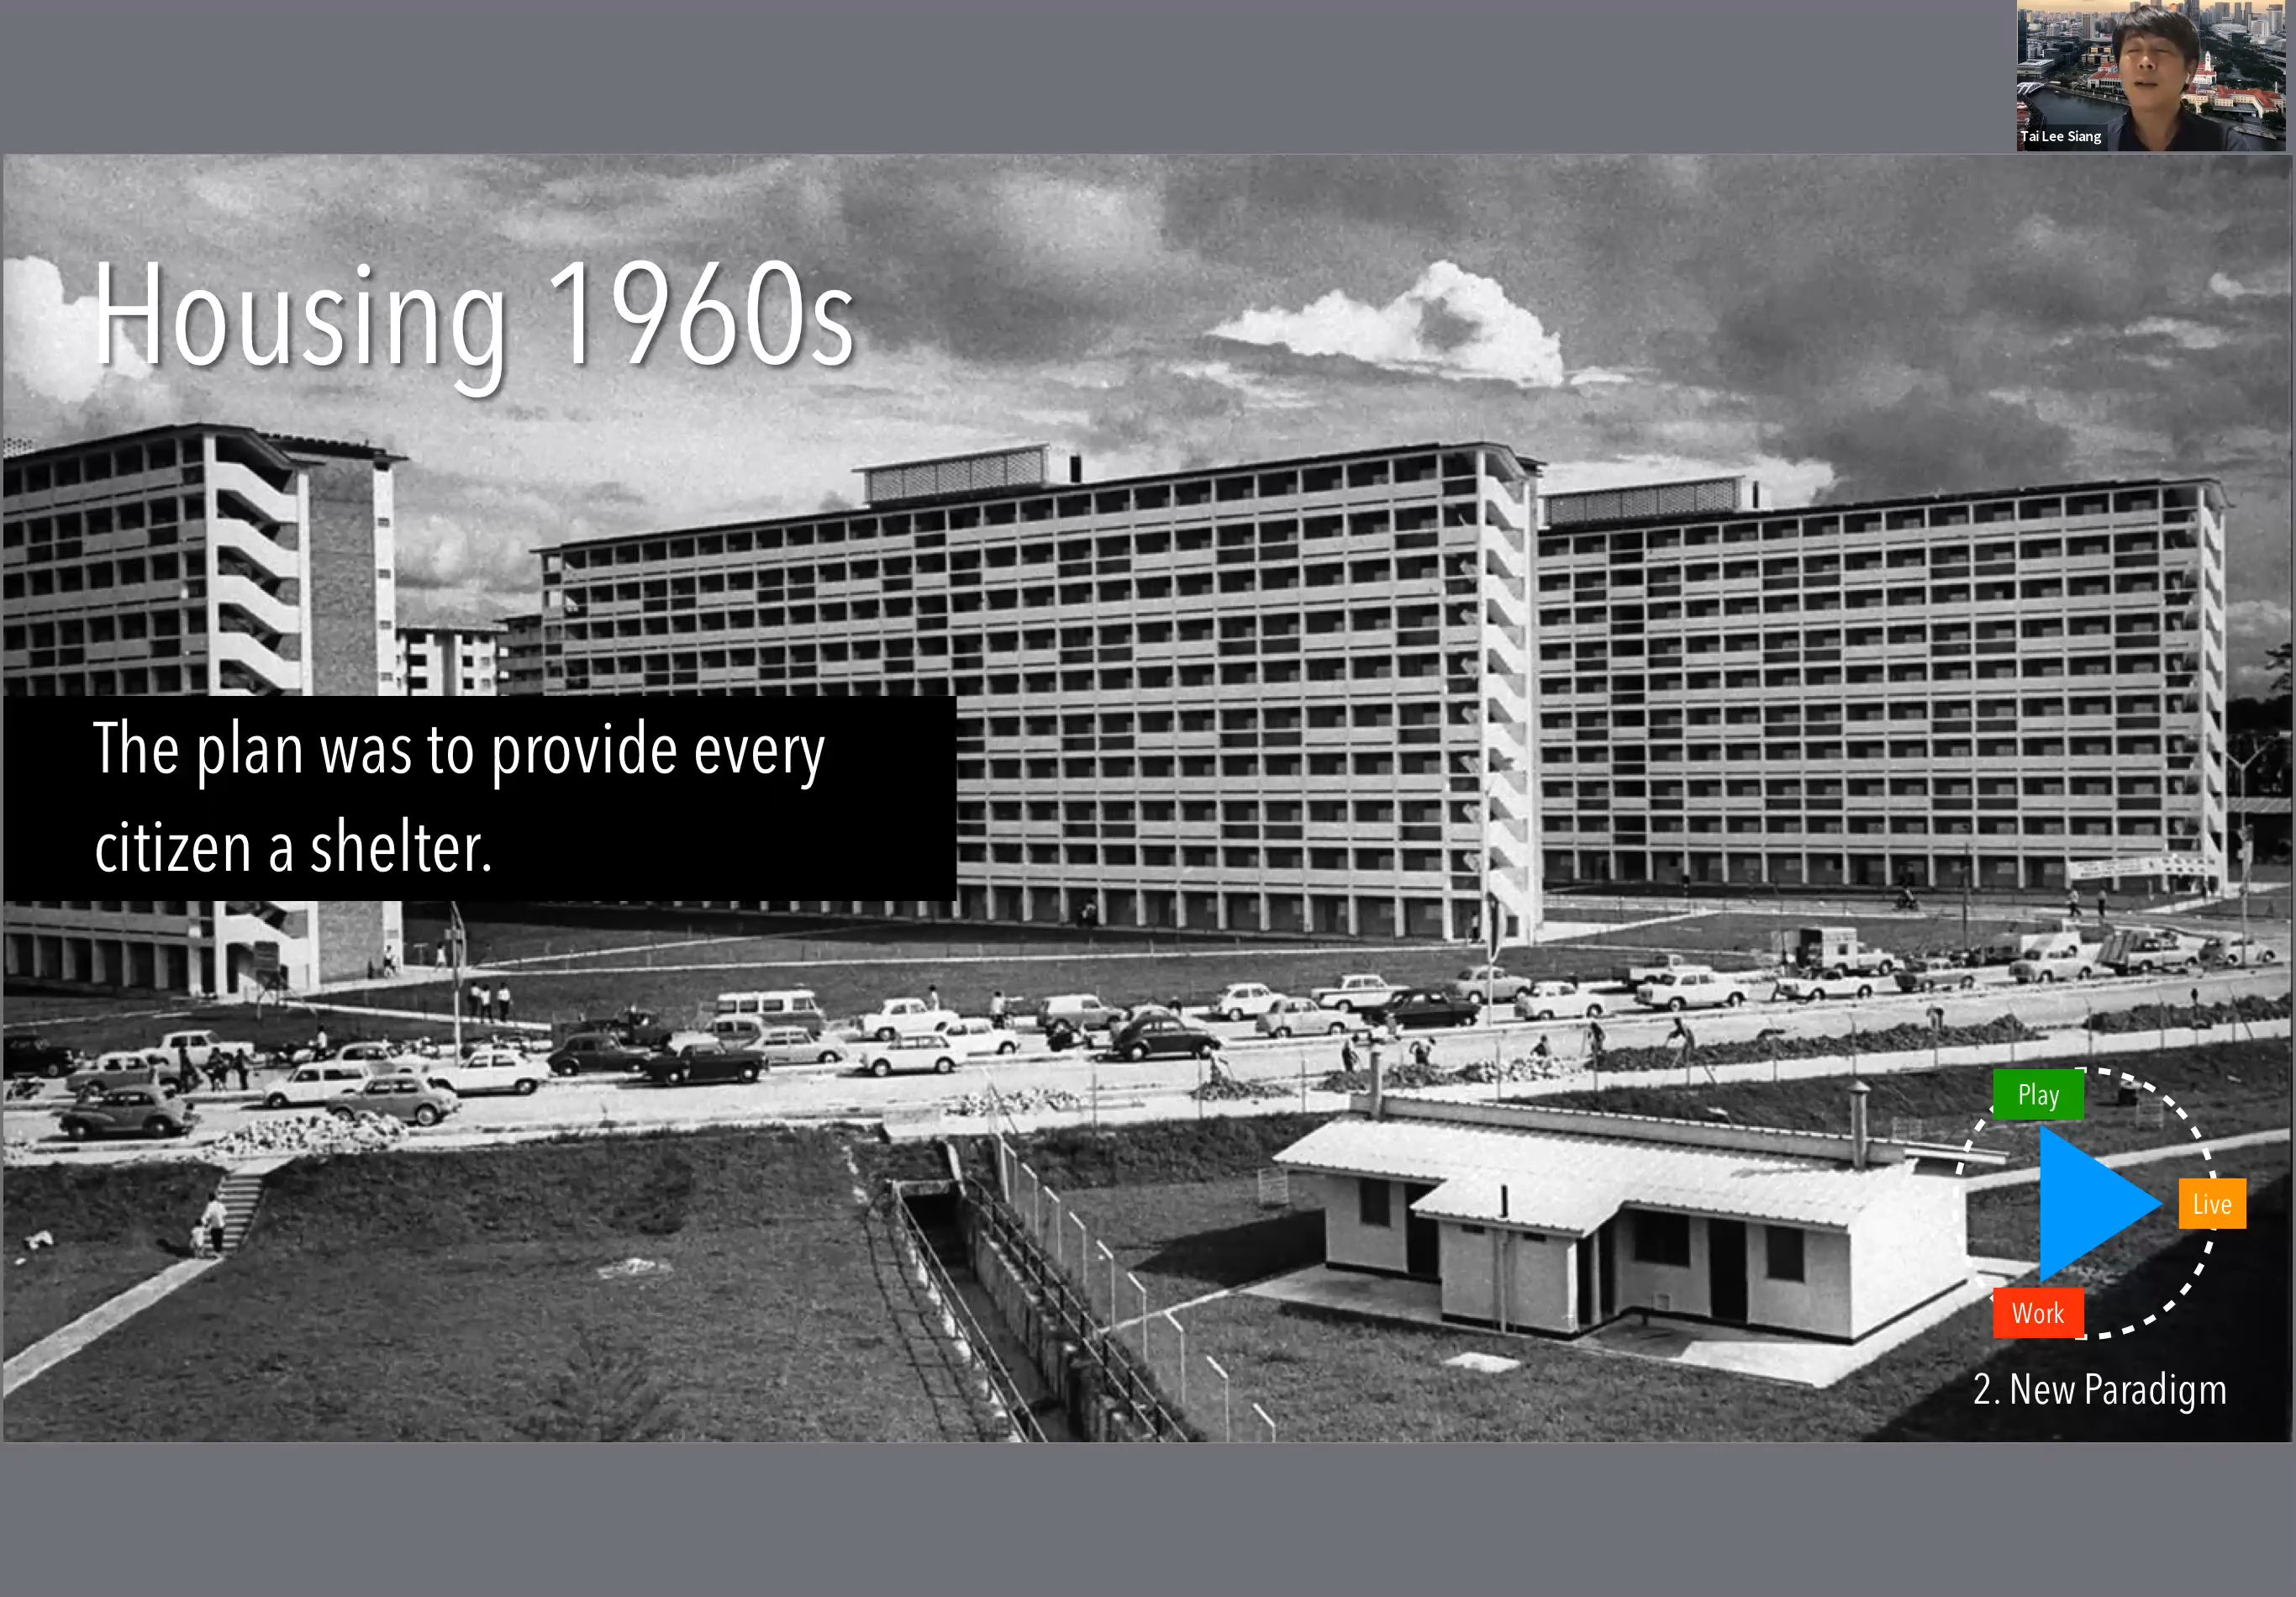 Tai Lee Siang
Housing 1960s
The plan was to provide every
citizen a shelter.
Play
Live
Work
2. New Paradigm